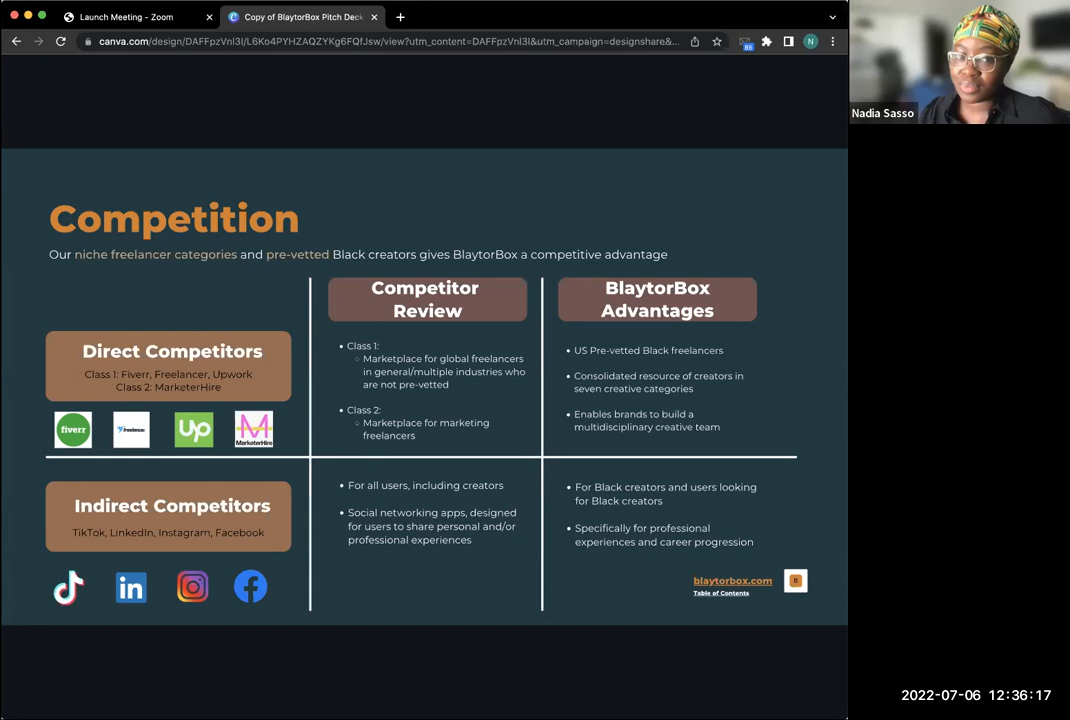 Launch Meeting - Zoom
Copy of BlaytorBox Pitch Deck
canva.com/design/DAFFpzVnl3I/L6Ko4PYHZAQZYKg6FQfJsw/view?utm_content=DAFFpzVnl3I&utm_campaign=designshare&...
85
N
Nadia Sasso
Competition
Our niche freelancer categories and pre-vetted Black creators gives BlaytorBox a competitive advantage
Competitor
Review
BlaytorBox
Advantages
Direct Competitors
Class 1: Fiverr, Freelancer, Upwork
Class 2: MarketerHire
fiverr
freelancer
Up
M
MarketerHire
• Class 1:
Marketplace for global freelancers
in general/multiple industries who
are not pre-vetted
• Class 2:
Marketplace for marketing
freelancers
• US Pre-vetted Black freelancers
• Consolidated resource of creators in
seven creative categories
• Enables brands to build a
multidisciplinary creative team
Indirect Competitors
TikTok, LinkedIn, Instagram, Facebook
in
• For all users, including creators
• Social networking apps, designed
for users to share personal and/or
professional experiences
• For Black creators and users looking
for Black creators
• Specifically for professional
experiences and career progression
blaytorbox.com
Table of Contents
B
2022-07-06 12:36:17